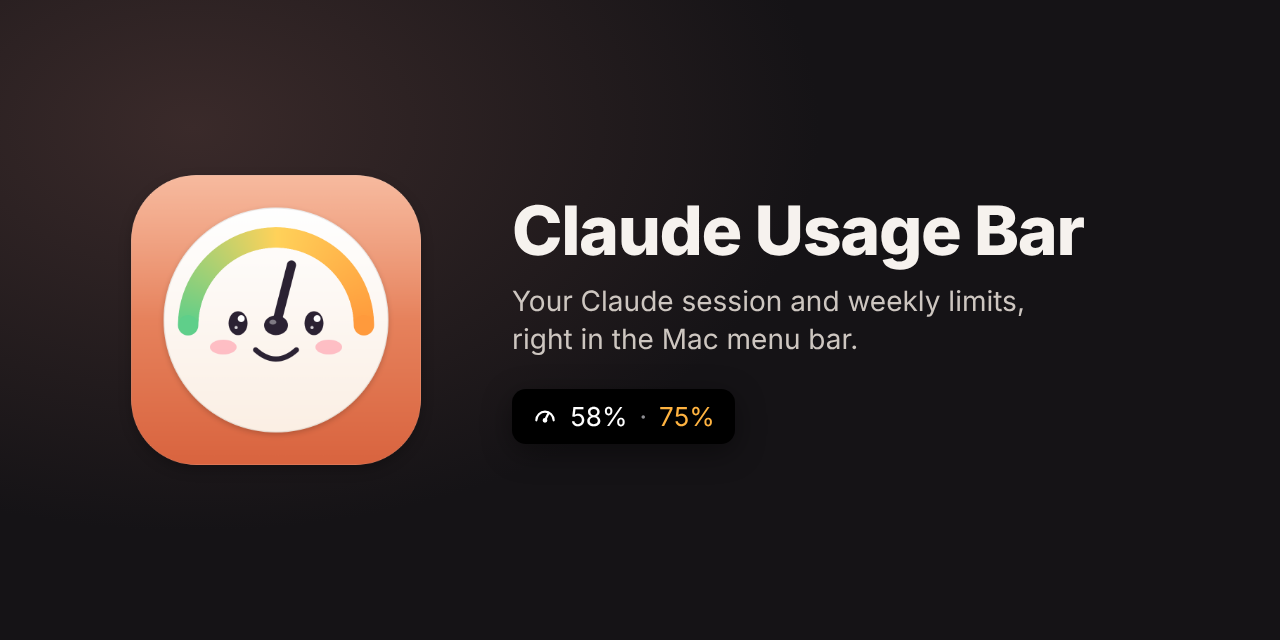 Claude Usage Bar
Your Claude session and weekly limits,
right in the Mac menu bar.
58% · 75%